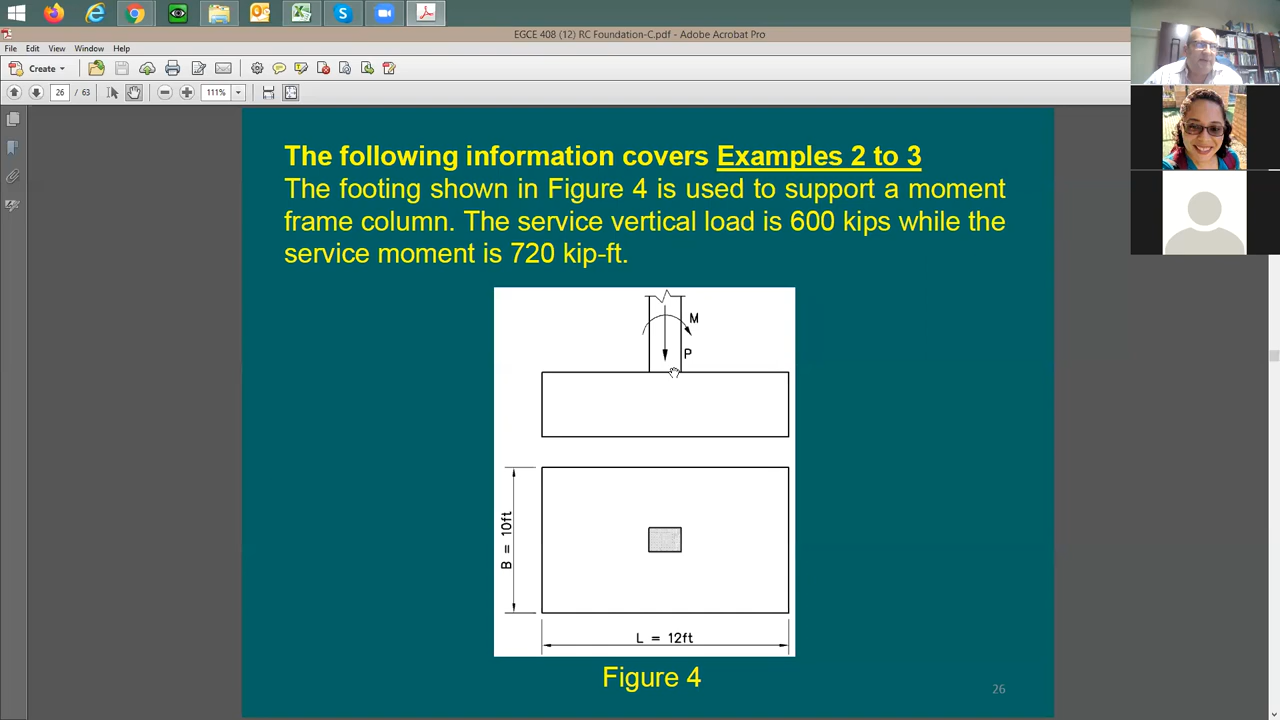 EGCE 408 (12) RC Foundation-C.pdf - Adobe Acrobat Pro
File Edit View Window Help
Create
26 / 63 111%
The following information covers Examples 2 to 3
The footing shown in Figure 4 is used to support a moment
frame column. The service vertical load is 600 kips while the
service moment is 720 kip-ft.
M
P
B = 10ft
L = 12ft
Figure 4
26